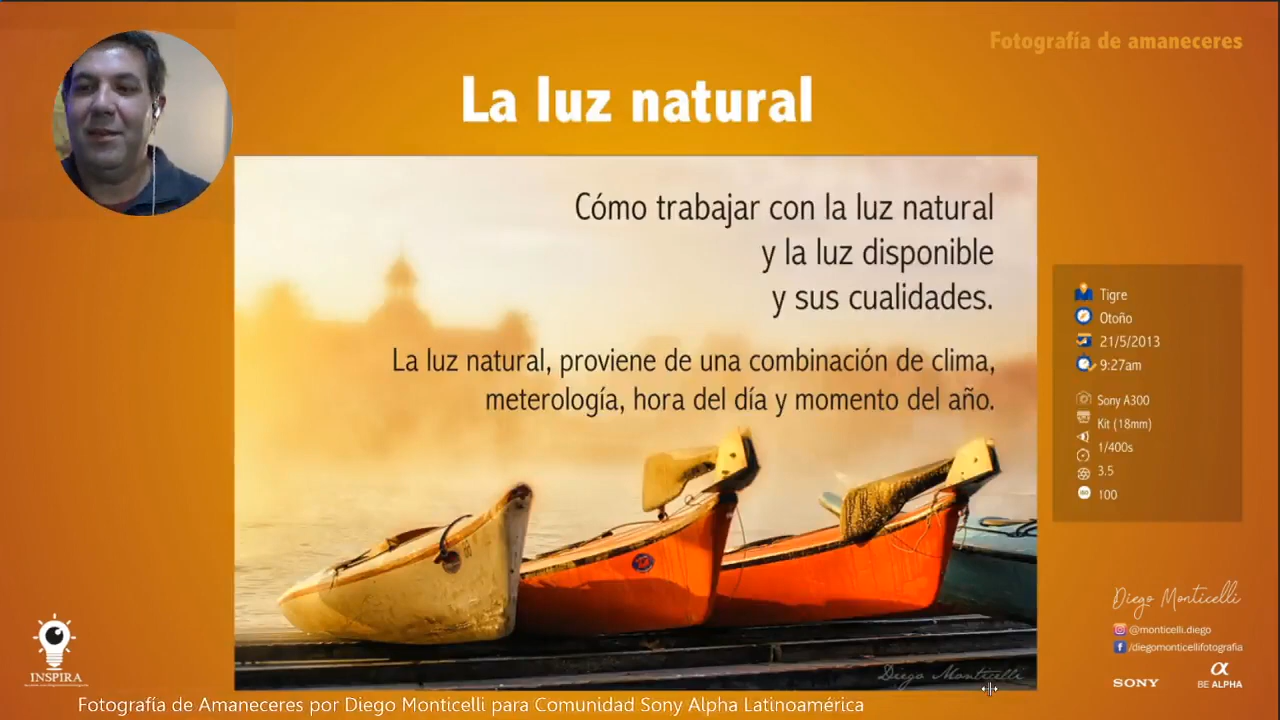 Fotografía de amaneceres
La luz natural
Cómo trabajar con la luz natural
y la luz disponible
y sus cualidades.
La luz natural, proviene de una combinación de clima,
meterología, hora del día y momento del año.
Tigre
Otoño
21/5/2013
9:27am
Sony A300
Kit (18mm)
1/400s
3.5
ISO 100
Diego Monticelli
Diego Monticelli
@monticelli.diego
/diegomonticellifotografia
SONY
α
BE ALPHA
INSPIRA
Fotografía de Amaneceres por Diego Monticelli para Comunidad Sony Alpha Latinoamérica